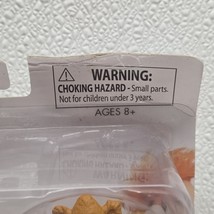 WARNING:
CHOKING HAZARD - Small parts.
Not for children under 3 years.
AGES 8+